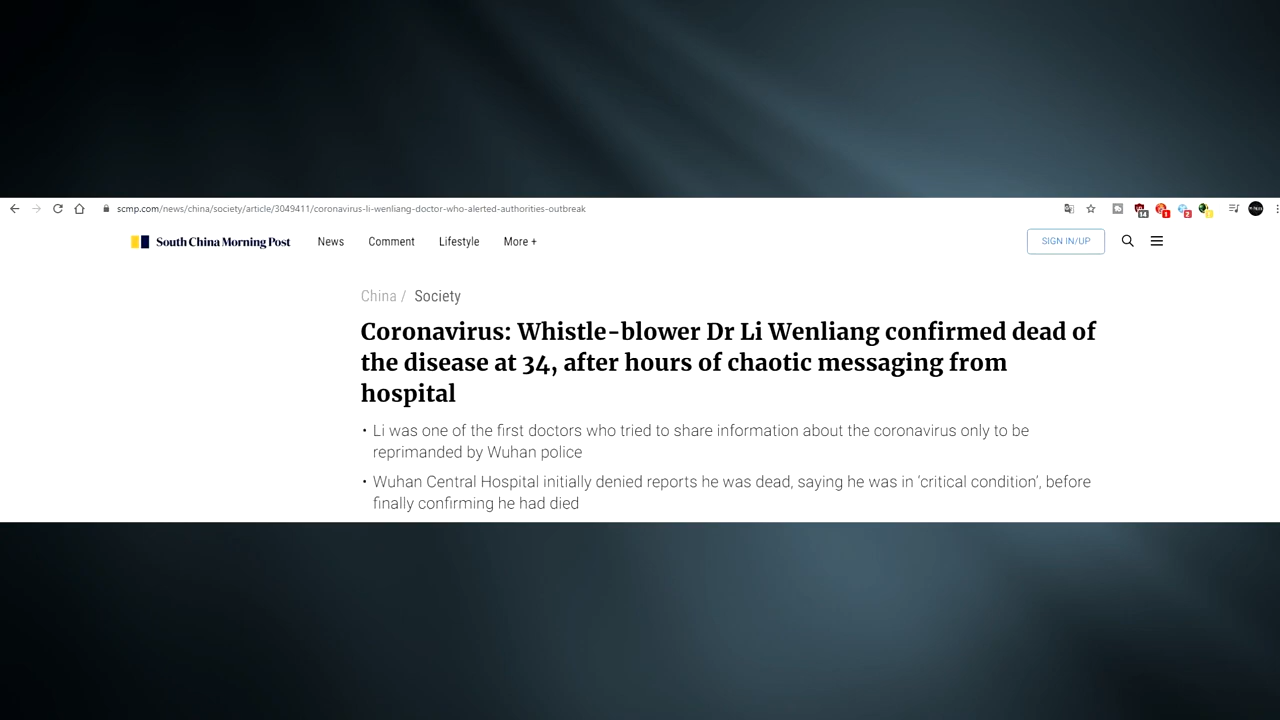 scmp.com/news/china/society/article/3049411/coronavirus-li-wenliang-doctor-who-alerted-authorities-outbreak
South China Morning Post News Comment Lifestyle More + SIGN IN/UP
China / Society
Coronavirus: Whistle-blower Dr Li Wenliang confirmed dead of
the disease at 34, after hours of chaotic messaging from
hospital
• Li was one of the first doctors who tried to share information about the coronavirus only to be
reprimanded by Wuhan police
• Wuhan Central Hospital initially denied reports he was dead, saying he was in ‘critical condition’, before
finally confirming he had died